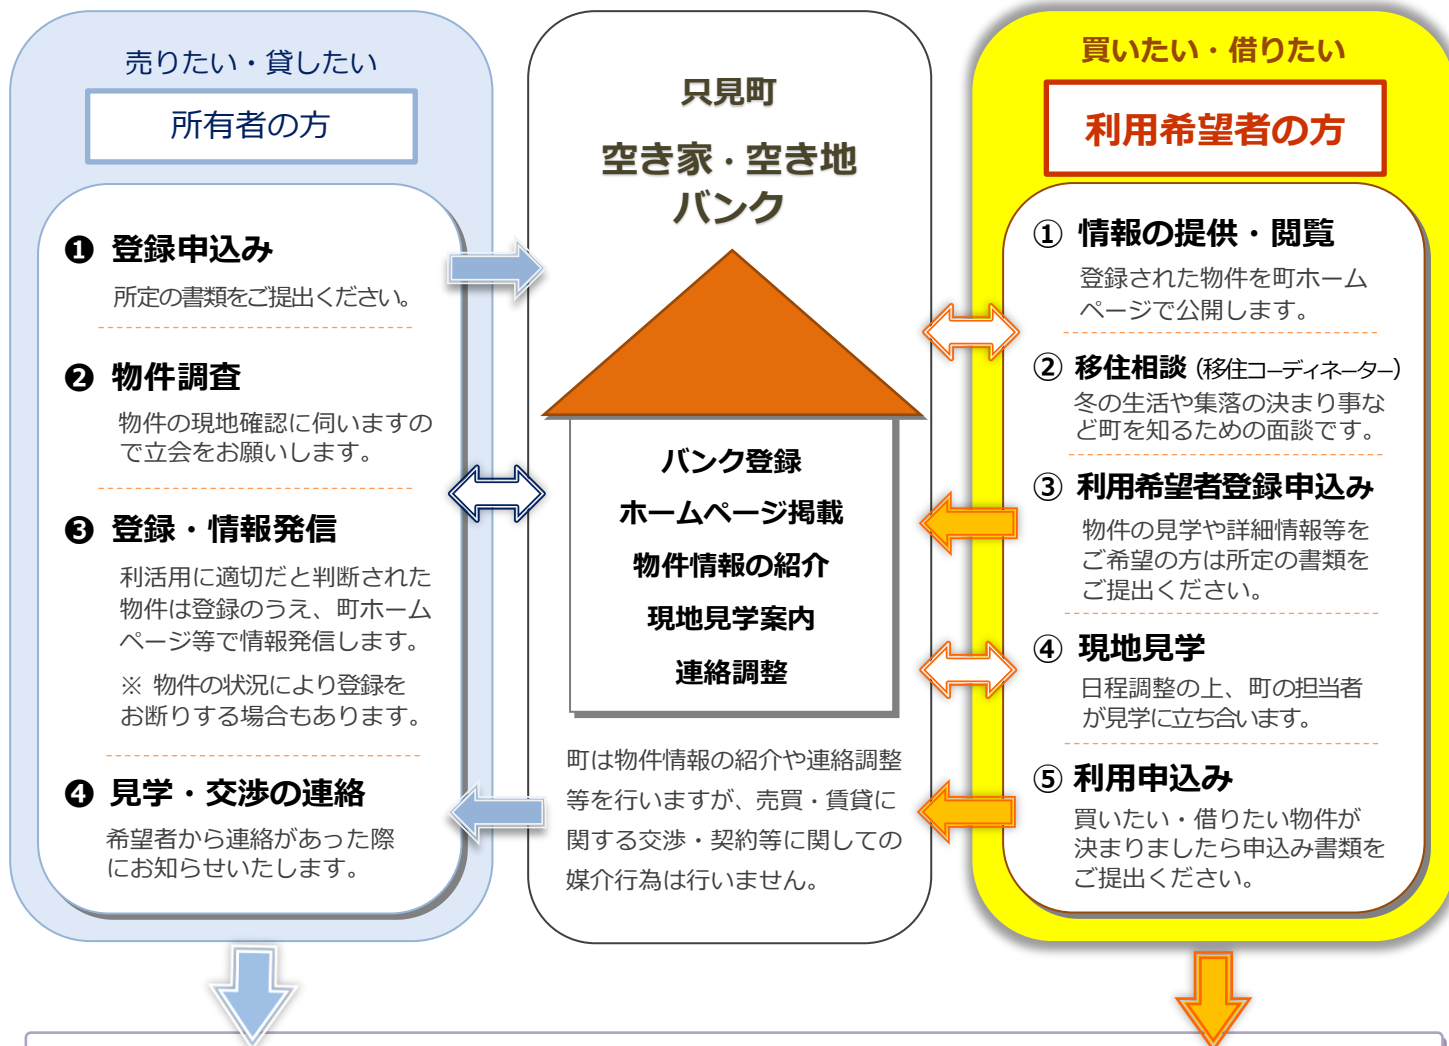 売りたい・貸したい
所有者の方
❶ 登録申込み
所定の書類をご提出ください。
❷ 物件調査
物件の現地確認に伺いますの
で立会をお願いします。
❸ 登録・情報発信
利活用に適切だと判断された
物件は登録のうえ、町ホーム
ページ等で情報発信します。
※ 物件の状況により登録を
お断りする場合もあります。
❹ 見学・交渉の連絡
希望者から連絡があった際
にお知らせいたします。
只見町
空き家・空き地
バンク
バンク登録
ホームページ掲載
物件情報の紹介
現地見学案内
連絡調整
町は物件情報の紹介や連絡調整
等を行いますが、売買・賃貸に
関する交渉・契約等に関しての
媒介行為は行いません。
買いたい・借りたい
利用希望者の方
① 情報の提供・閲覧
登録された物件を町ホーム
ページで公開します。
② 移住相談（移住コーディネーター）
冬の生活や集落の決まり事な
ど町を知るための面談です。
③ 利用希望者登録申込み
物件の見学や詳細情報等を
ご希望の方は所定の書類を
ご提出ください。
④ 現地見学
日程調整の上、町の担当者
が見学に立ち合います。
⑤ 利用申込み
買いたい・借りたい物件が
決まりましたら申込み書類を
ご提出ください。